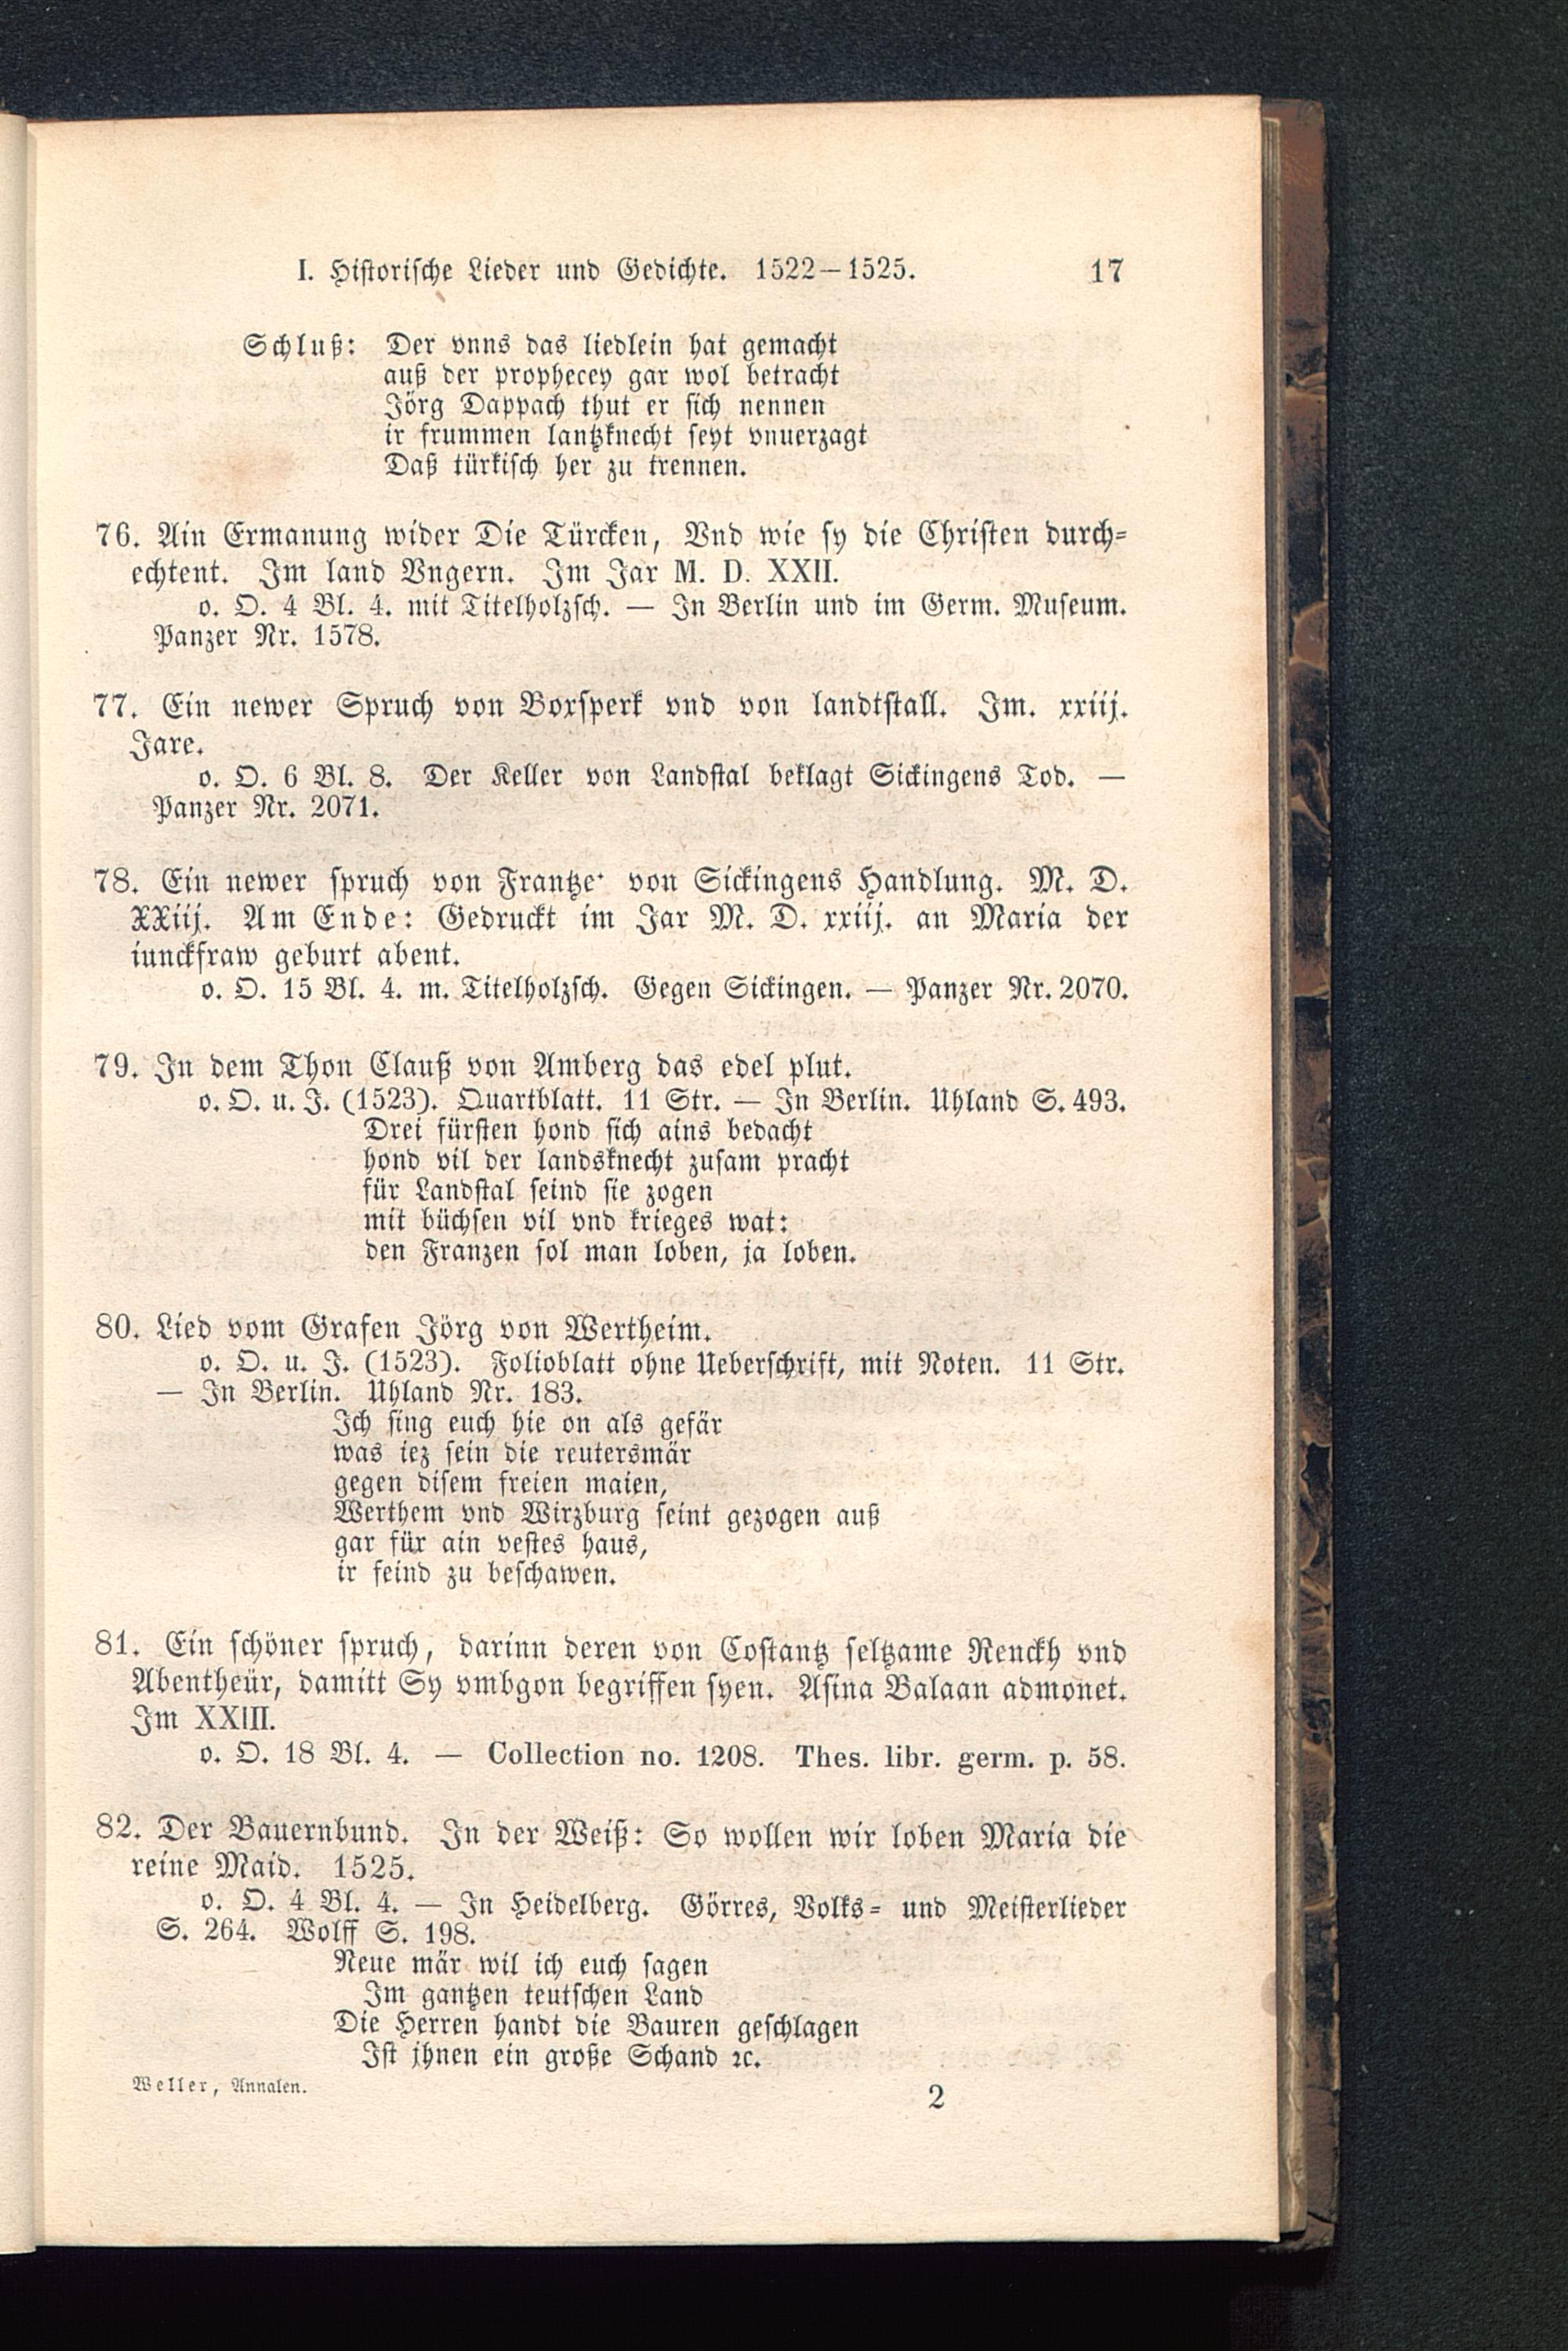 I. Historische Lieder und Gedichte. 1522–1525. 17
Schluß: Der vnns das liedlein hat gemacht
auß der prophecey gar wol betracht
Jörg Dappach thut er sich nennen
ir frummen lantzknecht seyt vnuerzagt
Daß türkisch her zu trennen.
76. Ain Ermanung wider Die Türcken, Vnd wie sy die Christen durch-
echtent. Im land Vngern. Im Jar M. D. XXII.
o. O. 4 Bl. 4. mit Titelholzsch. — In Berlin und im Germ. Museum.
Panzer Nr. 1578.
77. Ein newer Spruch von Boxsperk vnd von landtstall. Im. xxiij.
Jare.
o. O. 6 Bl. 8. Der Keller von Landstal beklagt Sickingens Tod. —
Panzer Nr. 2071.
78. Ein newer spruch von Frantze· von Sickingens Handlung. M. D.
XXiij. Am Ende: Gedruckt im Jar M. D. xxiij. an Maria der
iunckfraw geburt abent.
o. O. 15 Bl. 4. m. Titelholzsch. Gegen Sickingen. — Panzer Nr. 2070.
79. In dem Thon Clauß von Amberg das edel plut.
o. O. u. J. (1523). Quartblatt. 11 Str. — In Berlin. Uhland S. 493.
Drei fürsten hond sich ains bedacht
hond vil der landsknecht zusam pracht
für Landstal seind sie zogen
mit büchsen vil vnd krieges wat:
den Franzen sol man loben, ja loben.
80. Lied vom Grafen Jörg von Wertheim.
o. O. u. J. (1523). Folioblatt ohne Ueberschrift, mit Noten. 11 Str.
— In Berlin. Uhland Nr. 183.
Ich sing euch hie on als gefär
was iez sein die reutersmär
gegen disem freien maien,
Werthem vnd Wirzburg seint gezogen auß
gar für ain vestes haus,
ir feind zu beschawen.
81. Ein schöner spruch, darinn deren von Costantz seltzame Renckh vnd
Abentheür, damitt Sy vmbgon begriffen syen. Asina Balaan admonet.
Im XXIII.
o. O. 18 Bl. 4. — Collection no. 1208. Thes. libr. germ. p. 58.
82. Der Bauernbund. In der Weiß: So wollen wir loben Maria die
reine Maid. 1525.
o. O. 4 Bl. 4. — In Heidelberg. Görres, Volks- und Meisterlieder
S. 264. Wolff S. 198.
Neue mär wil ich euch sagen
Im gantzen teutschen Land
Die Herren handt die Bauren geschlagen
Ist jhnen ein große Schand ꝛc.
Weller, Annalen. 2